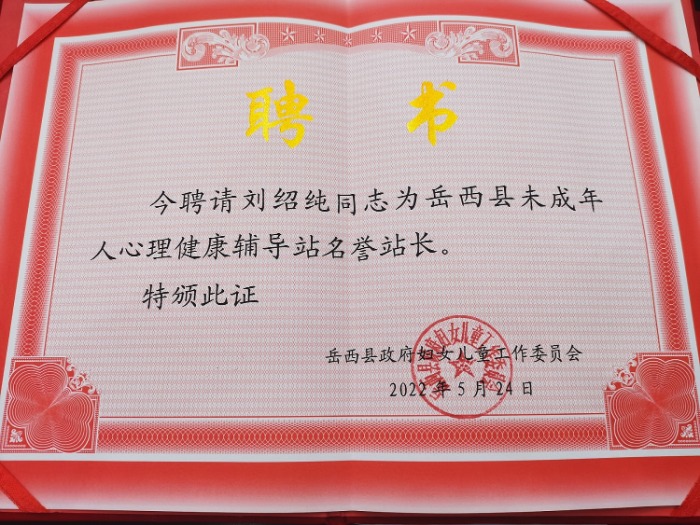 聘书
今聘请刘绍纯同志为岳西县未成年
人心理健康辅导站名誉站长。
特颁此证
岳西县政府妇女儿童工作委员会
2022年5月24日